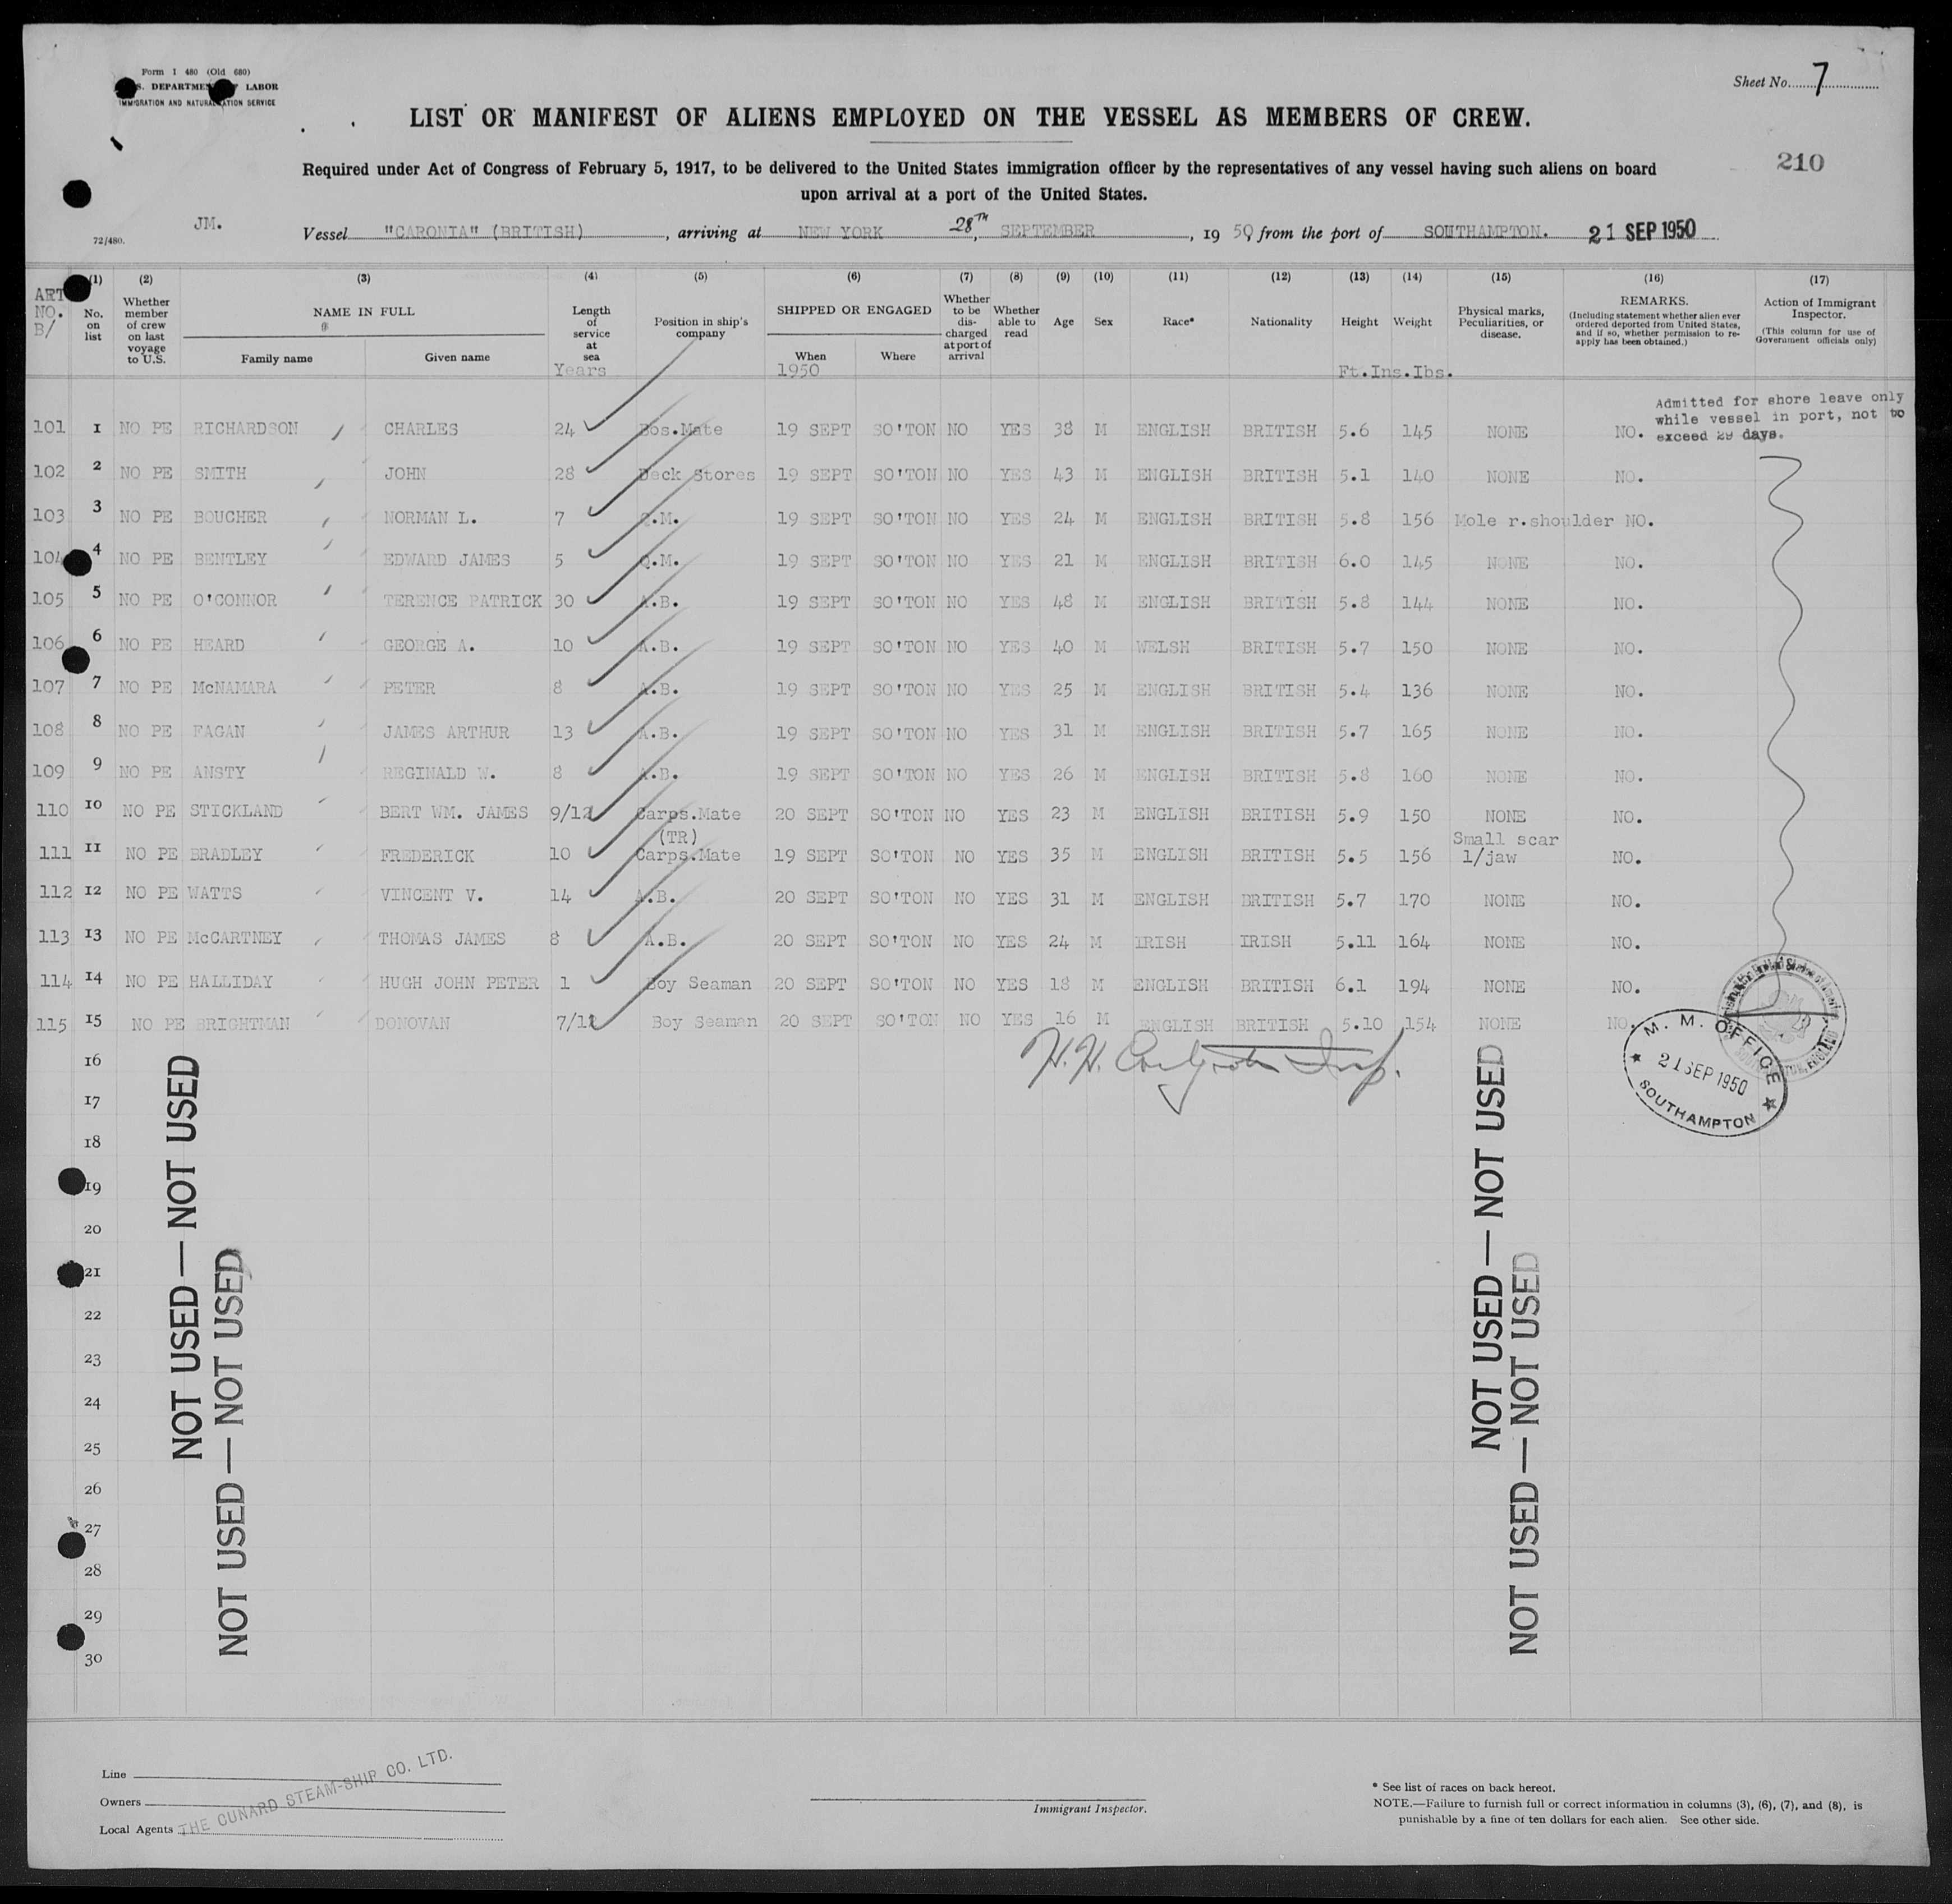 Form I 480 (Old 680)
U.S. DEPARTMENT OF LABOR
IMMIGRATION AND NATURALIZATION SERVICE
Sheet No. 7
LIST OR MANIFEST OF ALIENS EMPLOYED ON THE VESSEL AS MEMBERS OF CREW.
Required under Act of Congress of February 5, 1917, to be delivered to the United States immigration officer by the representatives of any vessel having such aliens on board
upon arrival at a port of the United States.
210
72/480. JM. Vessel "CARONIA" (BRITISH), arriving at NEW YORK 28TH, SEPTEMBER, 1950, from the port of SOUTHAMPTON. 21 SEP 1950
ART NO. B/
(1) No. on list
(2) Whether member of crew on last voyage to U.S.
(3) NAME IN FULL Family name Given name
(4) Length of service at sea Years
(5) Position in ship's company
(6) SHIPPED OR ENGAGED When 1950 Where
(7) Whether to be discharged at port of arrival
(8) Whether able to read
(9) Age
(10) Sex
(11) Race*
(12) Nationality
(13) Height Ft.Ins.
(14) Weight lbs.
(15) Physical marks, Peculiarities, or disease.
(16) REMARKS. (Including statement whether alien ever ordered deported from United States, and if so, whether permission to re-apply has been obtained.)
(17) Action of Immigrant Inspector. (This column for use of Government officials only)
Admitted for shore leave only
while vessel in port, not to
exceed 29 days.
101 1 NO PE RICHARDSON CHARLES 24 Bos.Mate 19 SEPT SO'TON NO YES 38 M ENGLISH BRITISH 5.6 145 NONE NO.
102 2 NO PE SMITH JOHN 28 Deck Stores 19 SEPT SO'TON NO YES 43 M ENGLISH BRITISH 5.1 140 NONE NO.
103 3 NO PE BOUCHER NORMAN L. 7 Q.M. 19 SEPT SO'TON NO YES 24 M ENGLISH BRITISH 5.8 156 Mole r.shoulder NO.
104 4 NO PE BENTLEY EDWARD JAMES 5 Q.M. 19 SEPT SO'TON NO YES 21 M ENGLISH BRITISH 6.0 145 NONE NO.
105 5 NO PE O'CONNOR TERENCE PATRICK 30 A.B. 19 SEPT SO'TON NO YES 48 M ENGLISH BRITISH 5.8 144 NONE NO.
106 6 NO PE HEARD GEORGE A. 10 A.B. 19 SEPT SO'TON NO YES 40 M WELSH BRITISH 5.7 150 NONE NO.
107 7 NO PE McNAMARA PETER 8 A.B. 19 SEPT SO'TON NO YES 25 M ENGLISH BRITISH 5.4 136 NONE NO.
108 8 NO PE FAGAN JAMES ARTHUR 13 A.B. 19 SEPT SO'TON NO YES 31 M ENGLISH BRITISH 5.7 165 NONE NO.
109 9 NO PE ANSTY REGINALD W. 8 A.B. 19 SEPT SO'TON NO YES 26 M ENGLISH BRITISH 5.8 160 NONE NO.
110 10 NO PE STICKLAND BERT WM. JAMES 9/12 Carps.Mate (TR) 20 SEPT SO'TON NO YES 23 M ENGLISH BRITISH 5.9 150 NONE NO.
111 11 NO PE BRADLEY FREDERICK 10 Carps.Mate 19 SEPT SO'TON NO YES 35 M ENGLISH BRITISH 5.5 156 Small scar l/jaw NO.
112 12 NO PE WATTS VINCENT V. 14 A.B. 20 SEPT SO'TON NO YES 31 M ENGLISH BRITISH 5.7 170 NONE NO.
113 13 NO PE McCARTNEY THOMAS JAMES 8 A.B. 20 SEPT SO'TON NO YES 24 M IRISH IRISH 5.11 164 NONE NO.
114 14 NO PE HALLIDAY HUGH JOHN PETER 1 Boy Seaman 20 SEPT SO'TON NO YES 18 M ENGLISH BRITISH 6.1 194 NONE NO.
115 15 NO PE BRIGHTMAN DONOVAN 7/12 Boy Seaman 20 SEPT SO'TON NO YES 16 M ENGLISH BRITISH 5.10 154 NONE NO.
M. M. OFFICE
21 SEP 1950
SOUTHAMPTON
16
17
18
19
20
21
22
23
24
25
26
27
28
29
30
NOT USED — NOT USED
NOT USED — NOT USED
NOT USED — NOT USED
NOT USED — NOT USED
Line
Owners
Local Agents
THE CUNARD STEAM-SHIP CO. LTD.
Immigrant Inspector.
* See list of races on back hereof.
NOTE.—Failure to furnish full or correct information in columns (3), (6), (7), and (8), is
punishable by a fine of ten dollars for each alien. See other side.